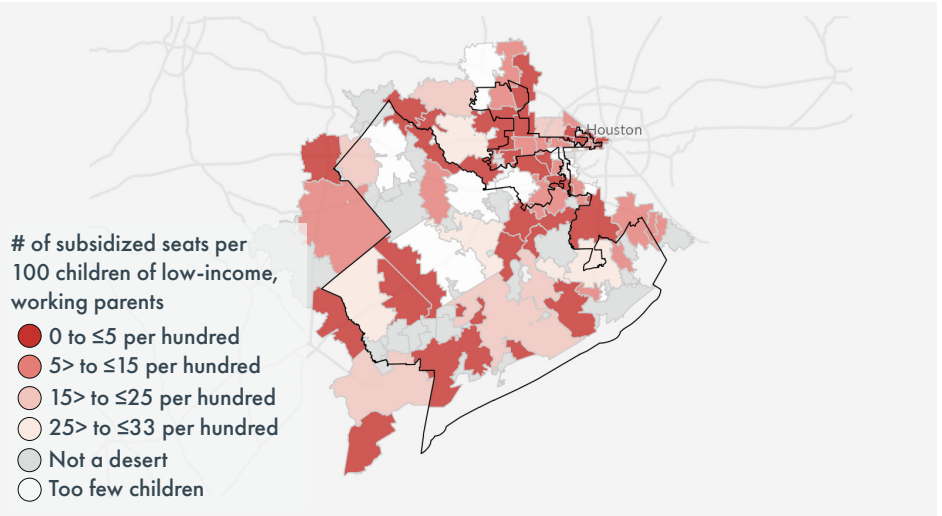 Houston
# of subsidized seats per
100 children of low-income,
working parents
0 to ≤5 per hundred
5> to ≤15 per hundred
15> to ≤25 per hundred
25> to ≤33 per hundred
Not a desert
Too few children